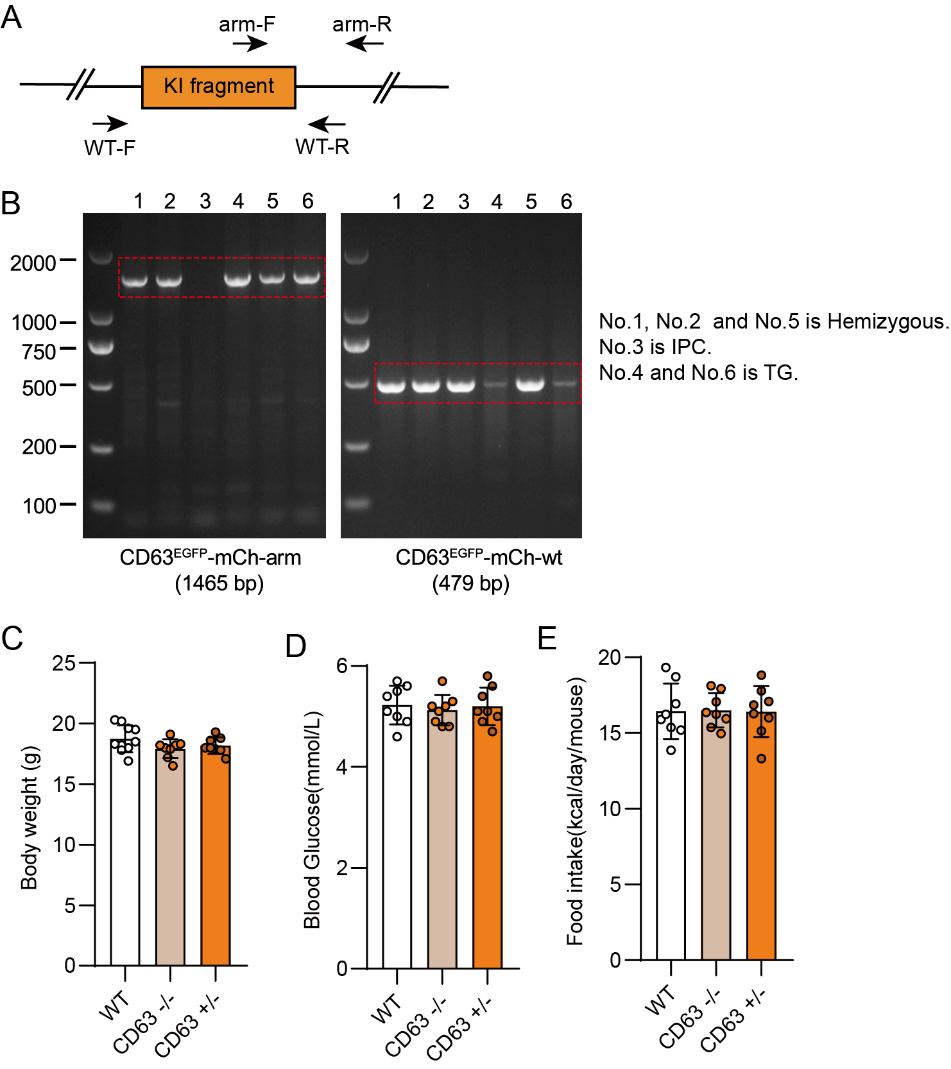 A
arm-F
arm-R
KI fragment
WT-F
WT-R
B
1 2 3 4 5 6
1 2 3 4 5 6
2000
1000
750
500
200
100
No.1, No.2 and No.5 is Hemizygous.
No.3 is IPC.
No.4 and No.6 is TG.
CD63EGFP-mCh-arm
(1465 bp)
CD63EGFP-mCh-wt
(479 bp)
C
Body weight (g)
25
20
15
10
5
0
WT
CD63 -/-
CD63 +/-
D
Blood Glucose(mmol/L)
6
4
2
0
WT
CD63 -/-
CD63 +/-
E
Food intake(kcal/day/mouse)
20
15
10
5
0
WT
CD63 -/-
CD63 +/-